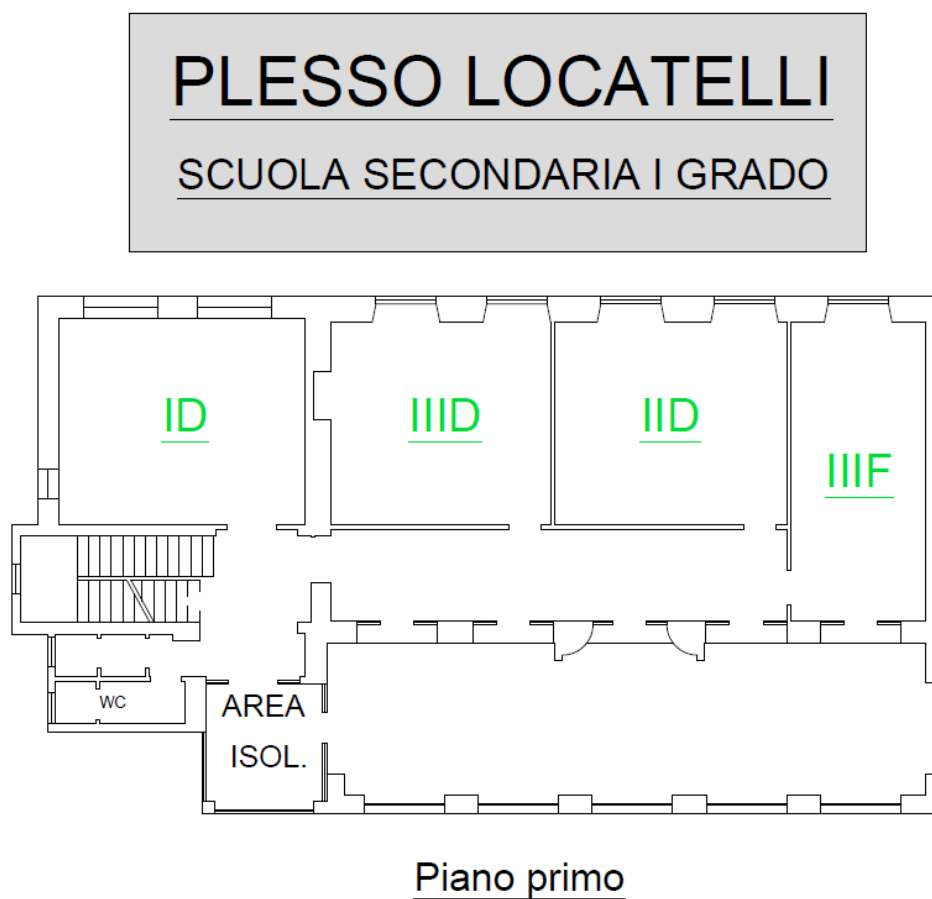 PLESSO LOCATELLI
SCUOLA SECONDARIA I GRADO
ID
IIID
IID
IIIF
WC
AREA
ISOL.
Piano primo